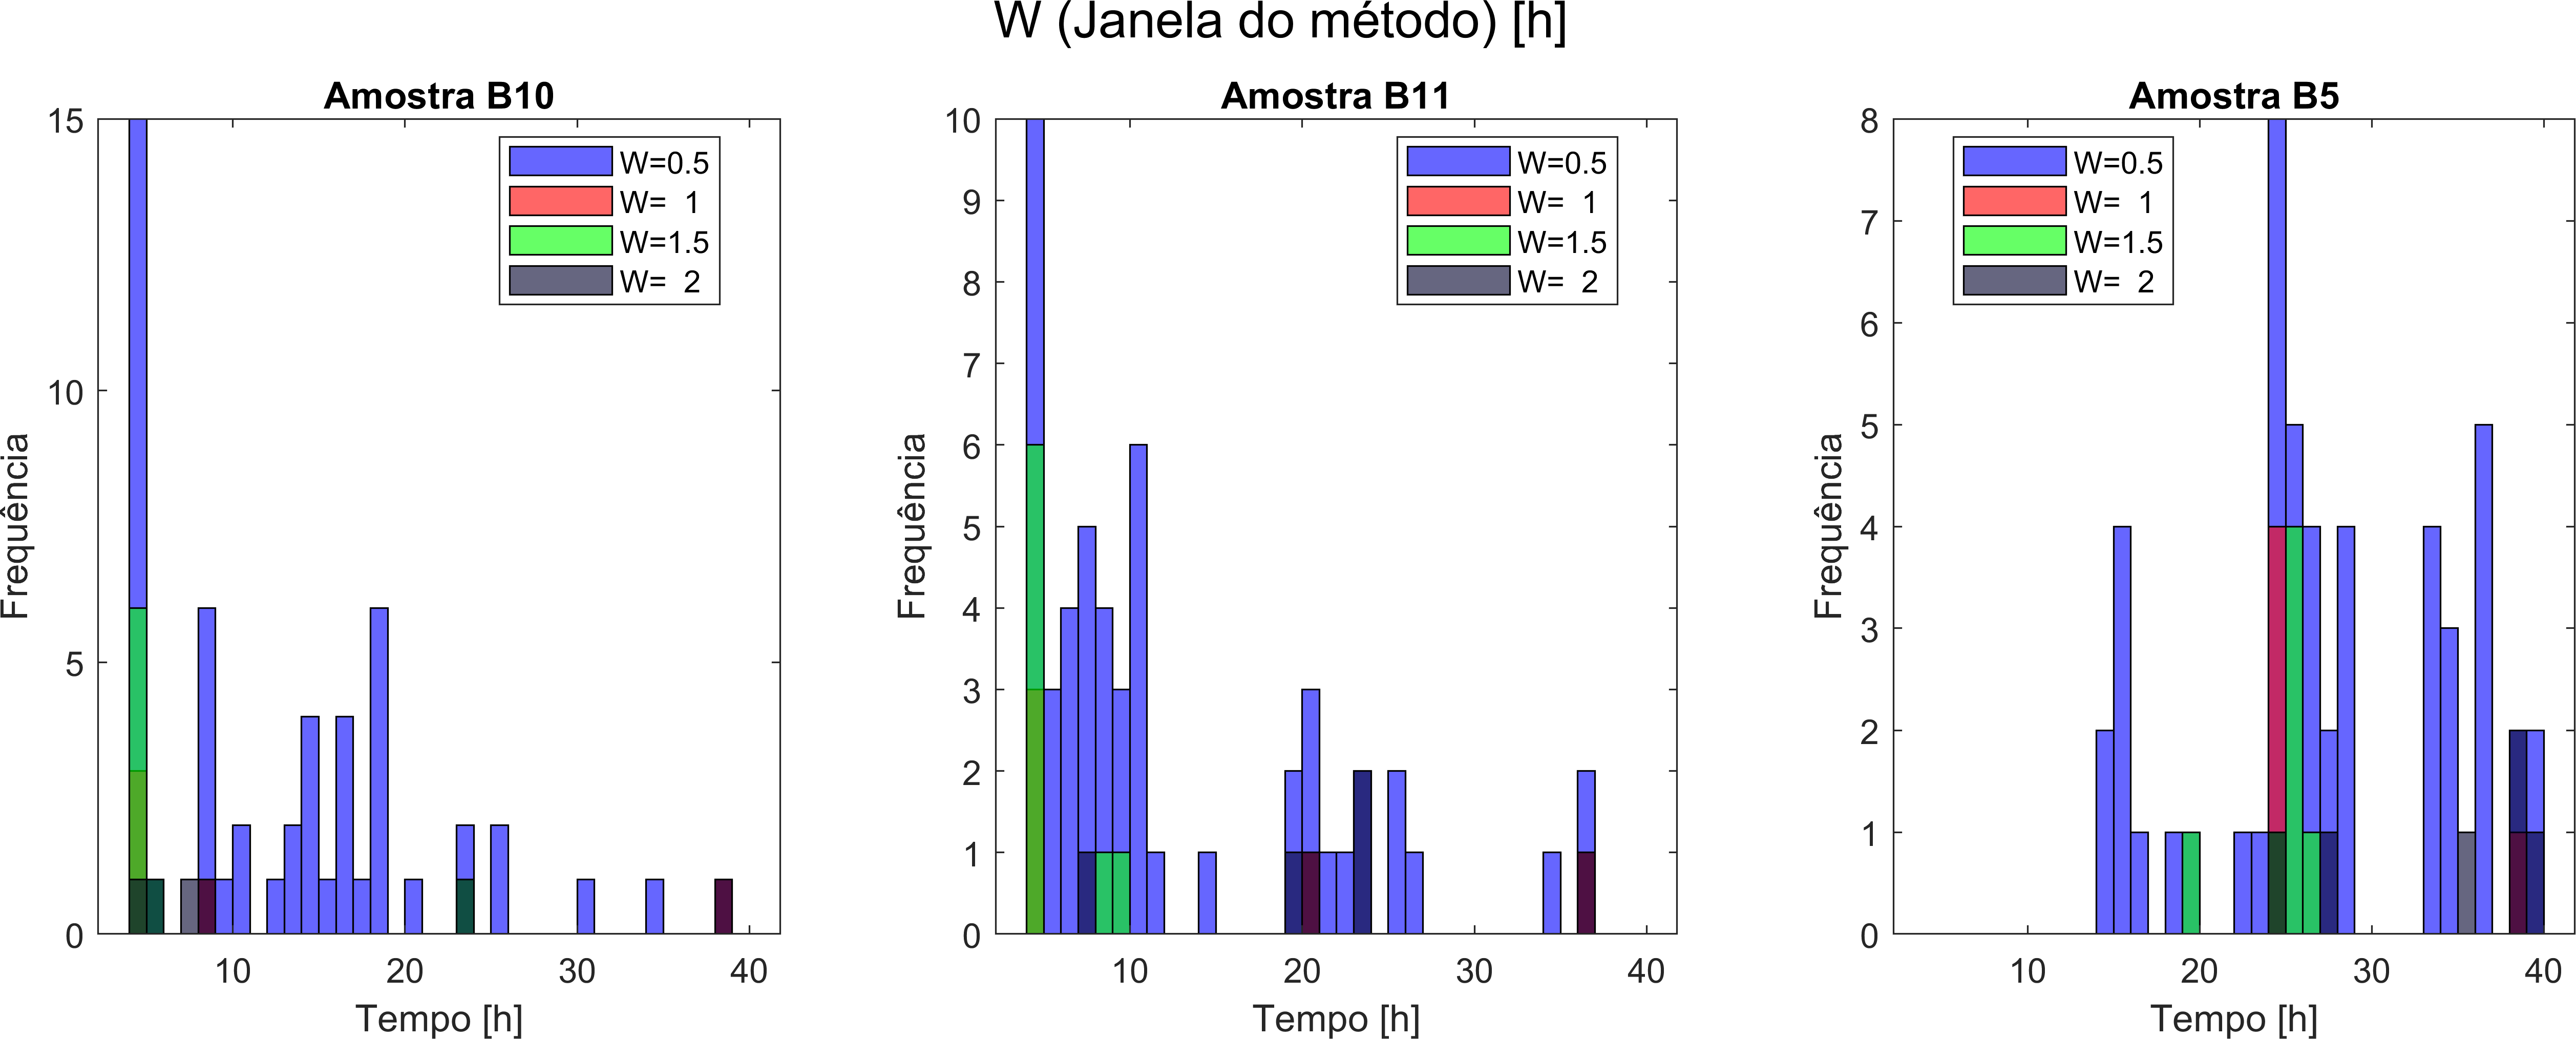 W (Janela do método) [h]
Amostra B10
15
10
5
0
Frequência
W=0.5
W=  1
W=1.5
W=  2
10 20 30 40
Tempo [h]
Amostra B11
10
9
8
7
6
5
4
3
2
1
0
Frequência
W=0.5
W=  1
W=1.5
W=  2
10 20 30 40
Tempo [h]
Amostra B5
8
7
6
5
4
3
2
1
0
Frequência
W=0.5
W=  1
W=1.5
W=  2
10 20 30 40
Tempo [h]